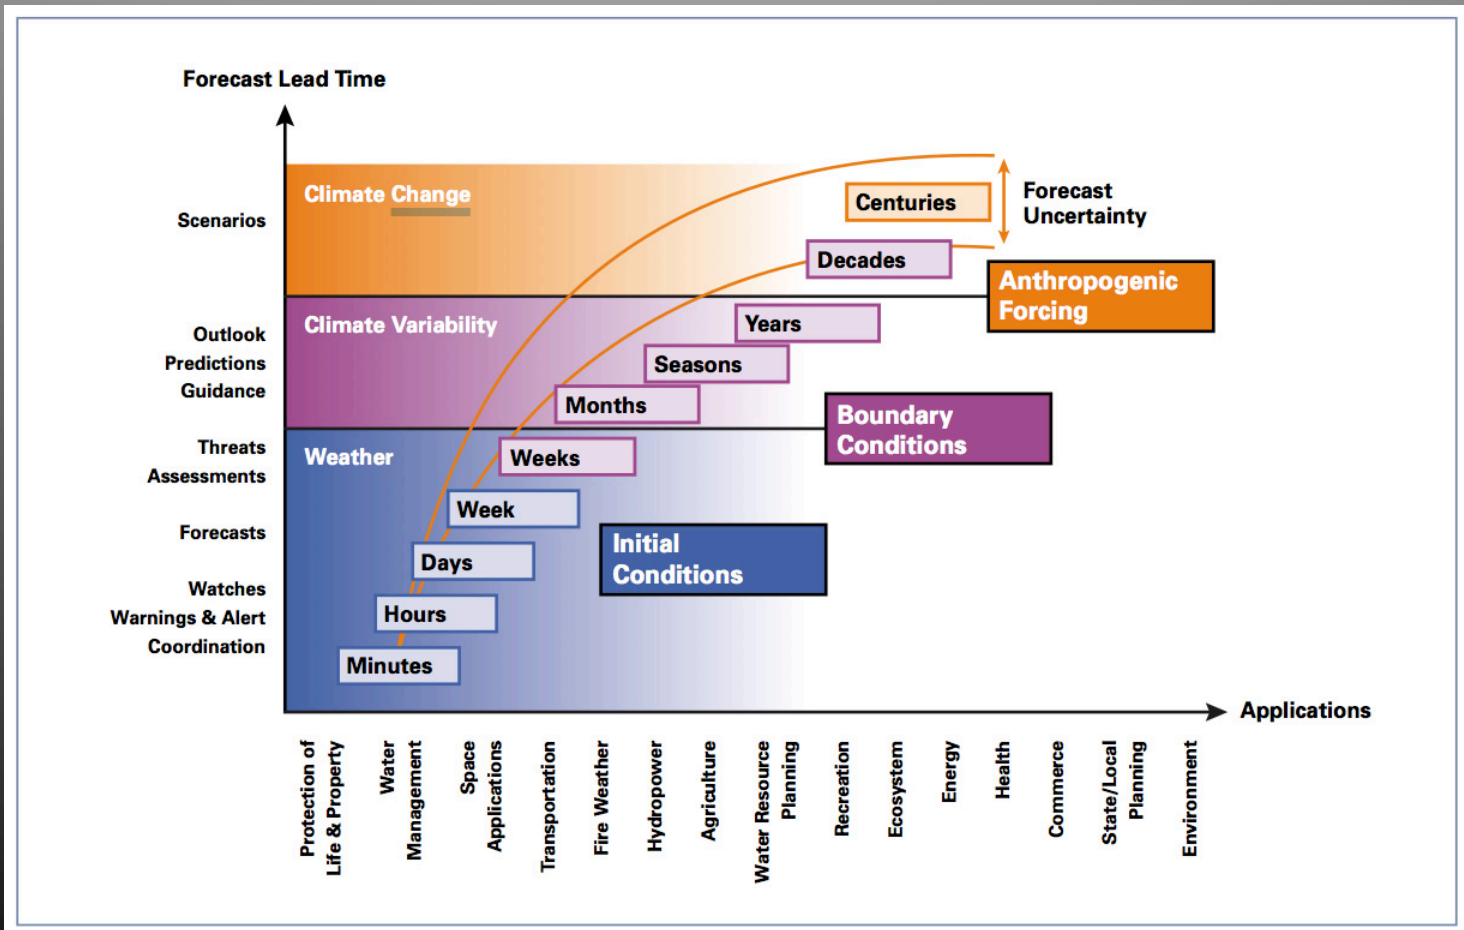 Forecast Lead Time
Climate Change
Scenarios
Centuries
Forecast
Uncertainty
Decades
Anthropogenic
Forcing
Climate Variability
Years
Outlook
Predictions
Guidance
Seasons
Months
Boundary
Conditions
Threats
Assessments
Weather
Weeks
Week
Forecasts
Initial
Conditions
Days
Watches
Warnings & Alert
Coordination
Hours
Minutes
Applications
Protection of
Life & Property
Water
Management
Space
Applications
Transportation
Fire Weather
Hydropower
Agriculture
Water Resource
Planning
Recreation
Ecosystem
Energy
Health
Commerce
State/Local
Planning
Environment